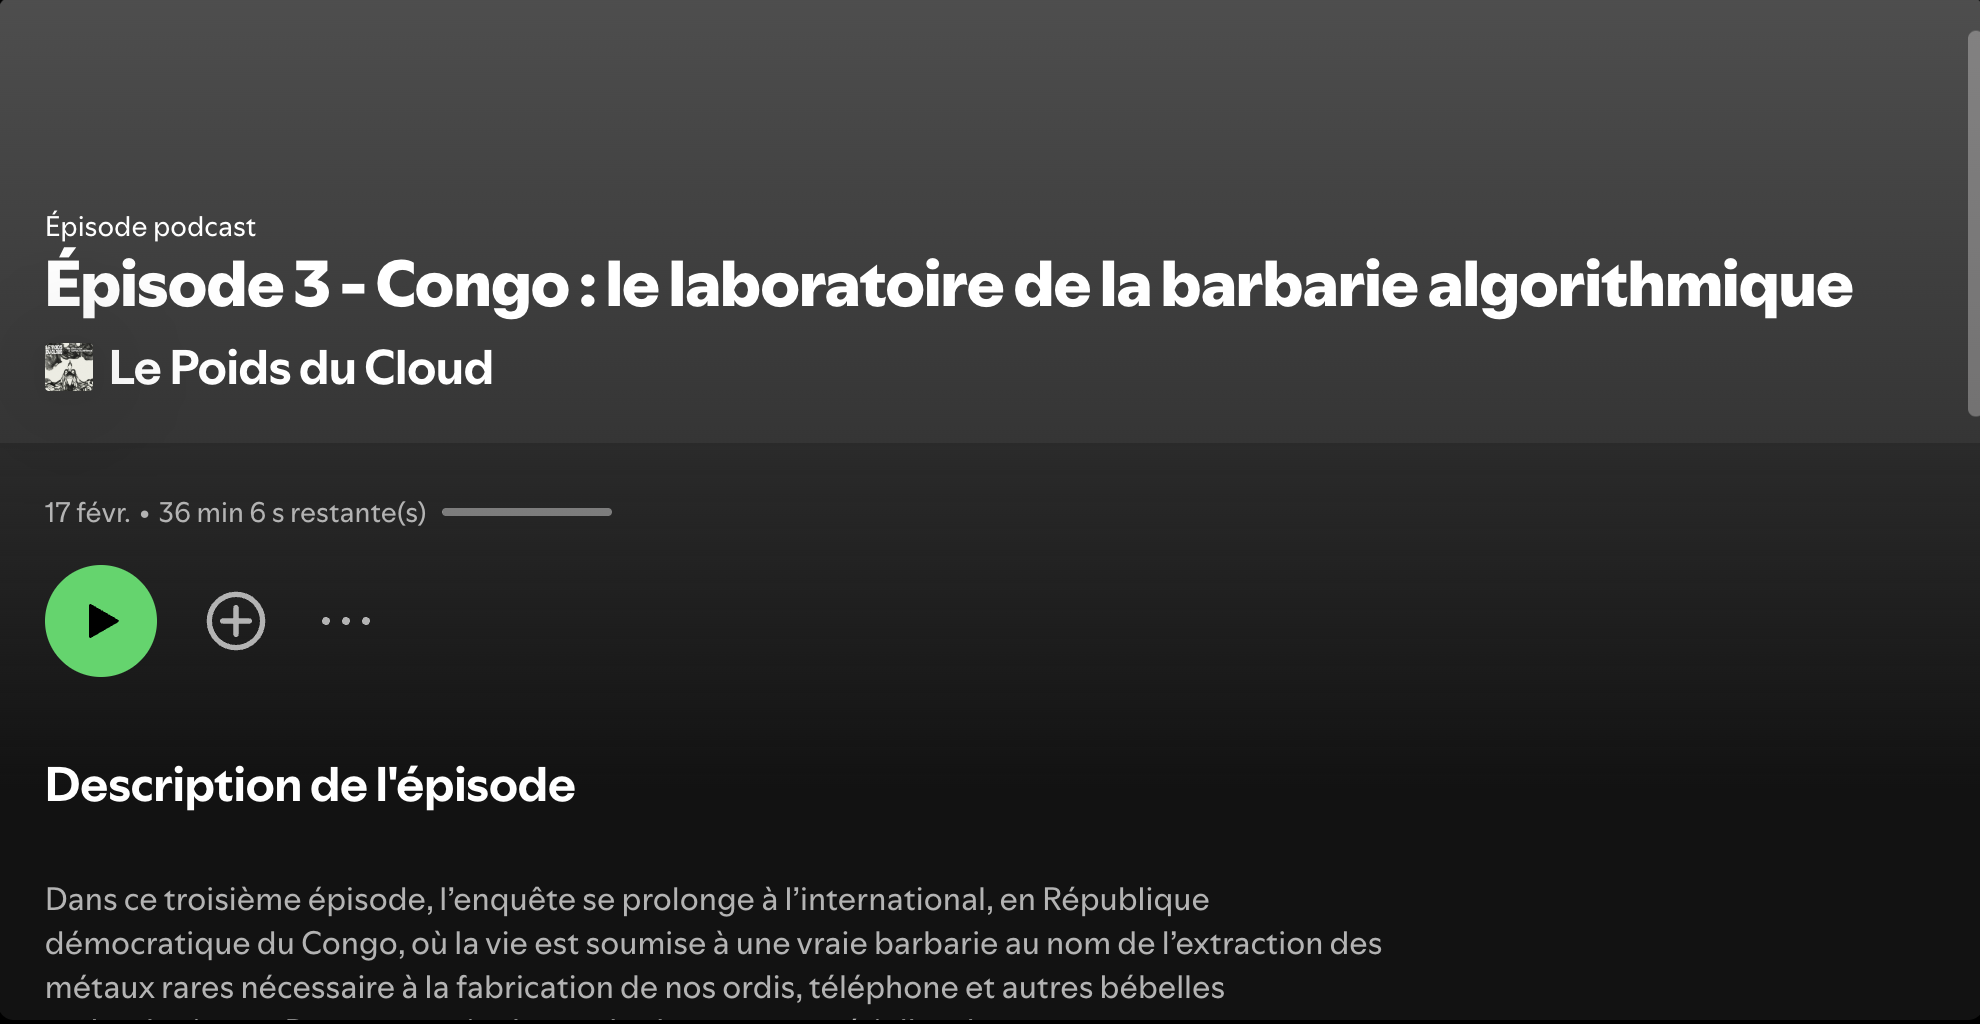 Épisode podcast
Épisode 3 - Congo : le laboratoire de la barbarie algorithmique
Le Poids du Cloud
17 févr. • 36 min 6 s restante(s)
Description de l'épisode
Dans ce troisième épisode, l’enquête se prolonge à l’international, en République
démocratique du Congo, où la vie est soumise à une vraie barbarie au nom de l’extraction des
métaux rares nécessaire à la fabrication de nos ordis, téléphone et autres bébelles